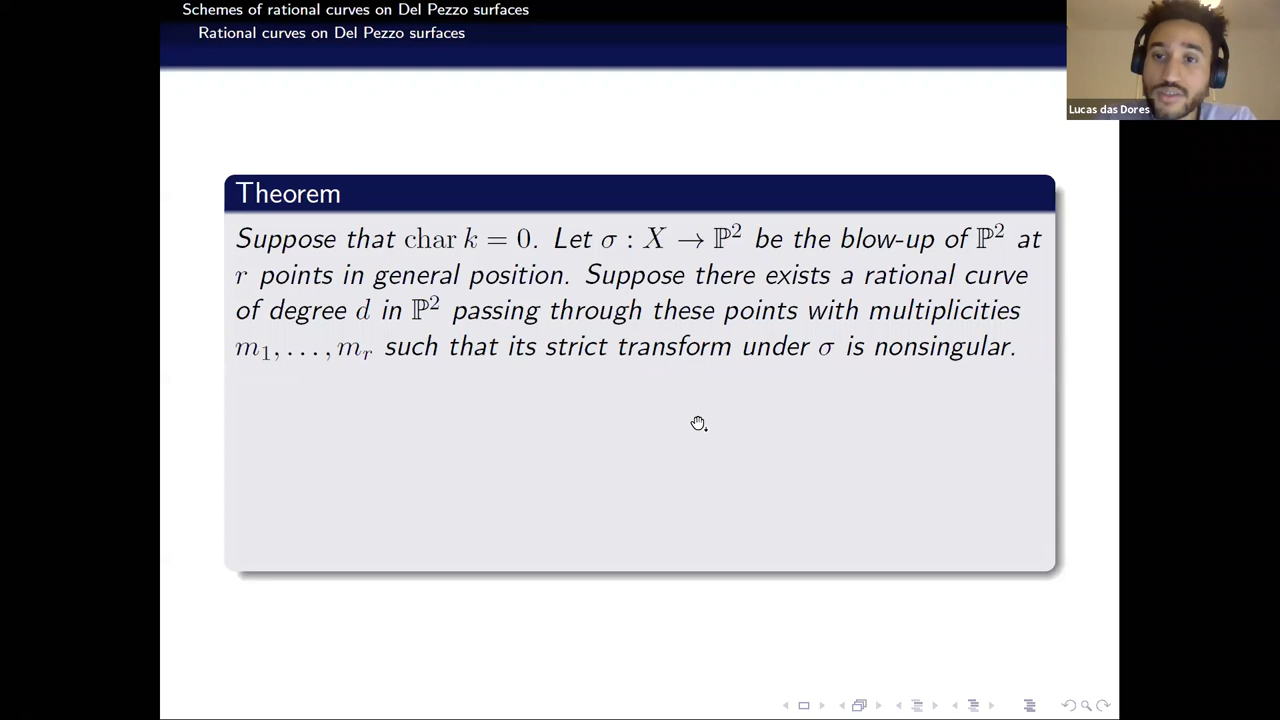 Schemes of rational curves on Del Pezzo surfaces
Rational curves on Del Pezzo surfaces
Lucas das Dores
Theorem
Suppose that char k = 0. Let σ : X → ℙ² be the blow-up of ℙ² at
r points in general position. Suppose there exists a rational curve
of degree d in ℙ² passing through these points with multiplicities
m₁, . . . , mᵣ such that its strict transform under σ is nonsingular.